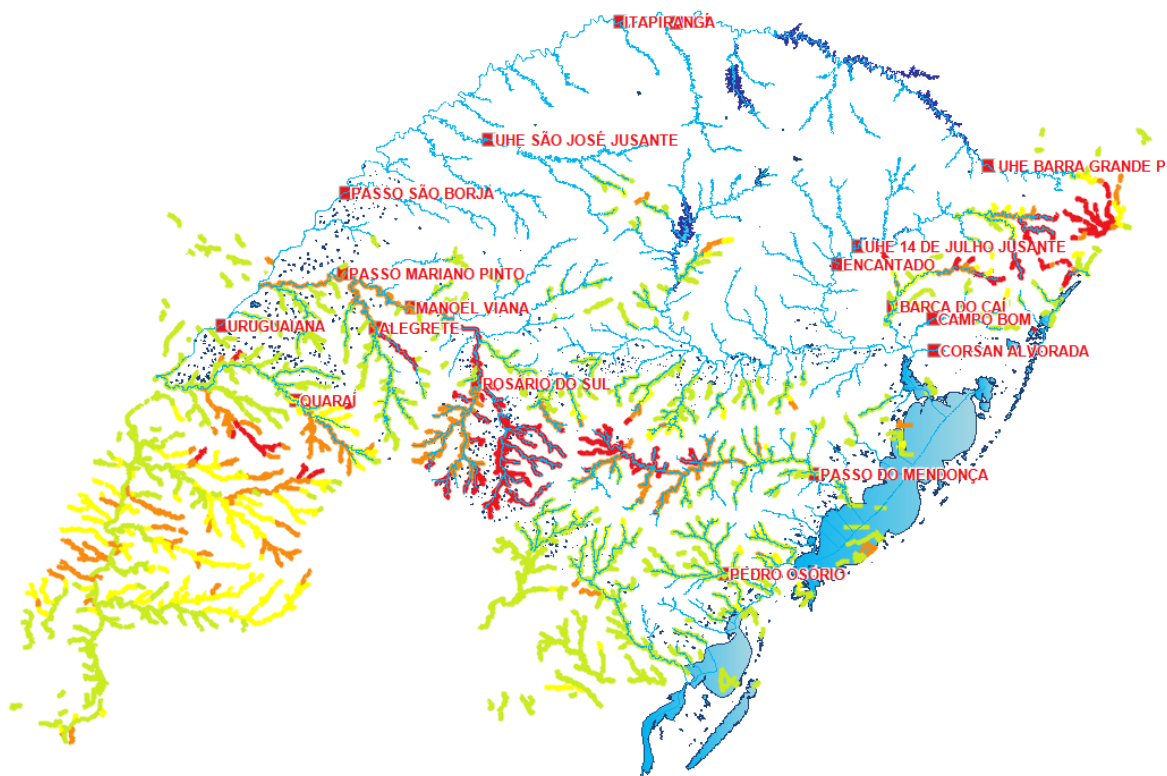 ITAPIRANGA
UHE SÃO JOSÉ JUSANTE
UHE BARRA GRANDE P
PASSO SÃO BORJA
UHE 14 DE JULHO JUSANTE
ENCANTADO
PASSO MARIANO PINTO
MANOEL VIANA
BARCA DO CAÍ
CAMPO BOM
URUGUAIANA
ALEGRETE
CORSAN ALVORADA
ROSÁRIO DO SUL
QUARAÍ
PASSO DO MENDONÇA
PEDRO OSÓRIO